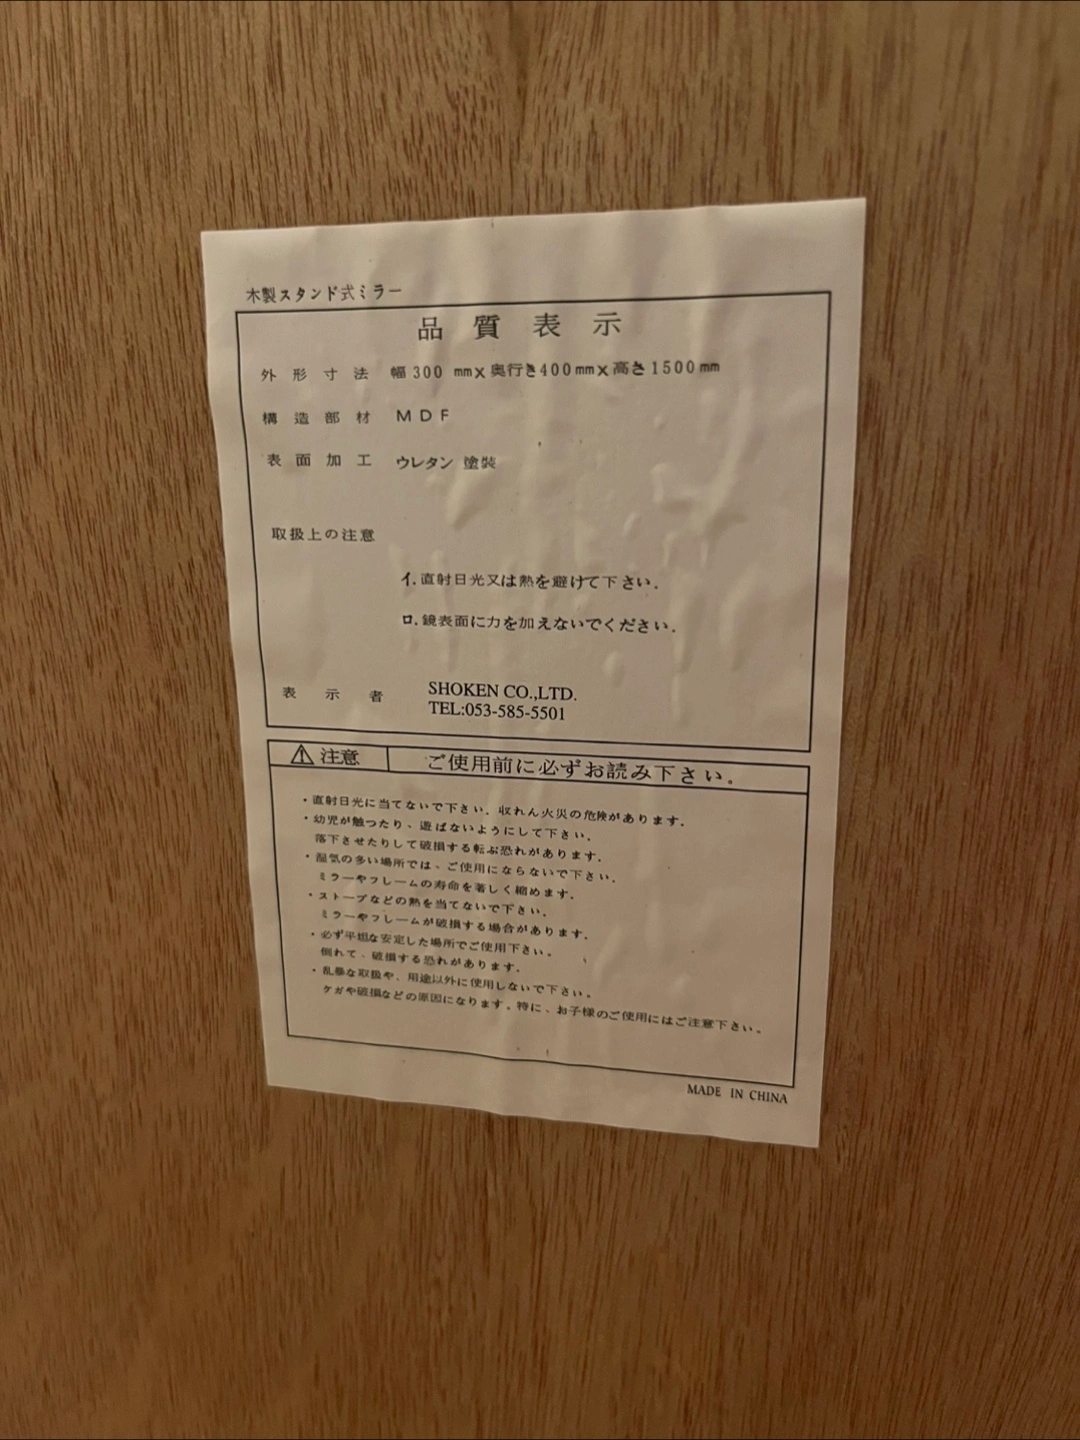 木製スタンド式ミラー
品質表示
外形寸法 幅300 mmx奥行き400mmx高さ1500mm
構造部材 MDF
表面加工 ウレタン 塗装
取扱上の注意
イ.直射日光又は熱を避けて下さい.
ロ.鏡表面に力を加えないでください.
表示者 SHOKEN CO.,LTD.
TEL:053-585-5501
⚠注意 ご使用前に必ずお読み下さい.
・直射日光に当てないで下さい. 収れん火災の危険があります.
・幼児が触つたり、遊ばないようにして下さい.
落下させたりして破損する転ぶ恐れがあります.
・湿気の多い場所では、ご使用にならないで下さい.
ミラーやフレームの寿命を著しく縮めます.
・ストーブなどの熱を当てないで下さい.
ミラーやフレームが破損する場合があります.
・必ず平坦な安定した場所でご使用下さい。
倒れて、破損する恐れがあります.
・乱暴な取扱や、用途以外に使用しないで下さい。
ケガや破損などの原因になります.特に、お子様のご使用にはご注意下さい。
MADE IN CHINA